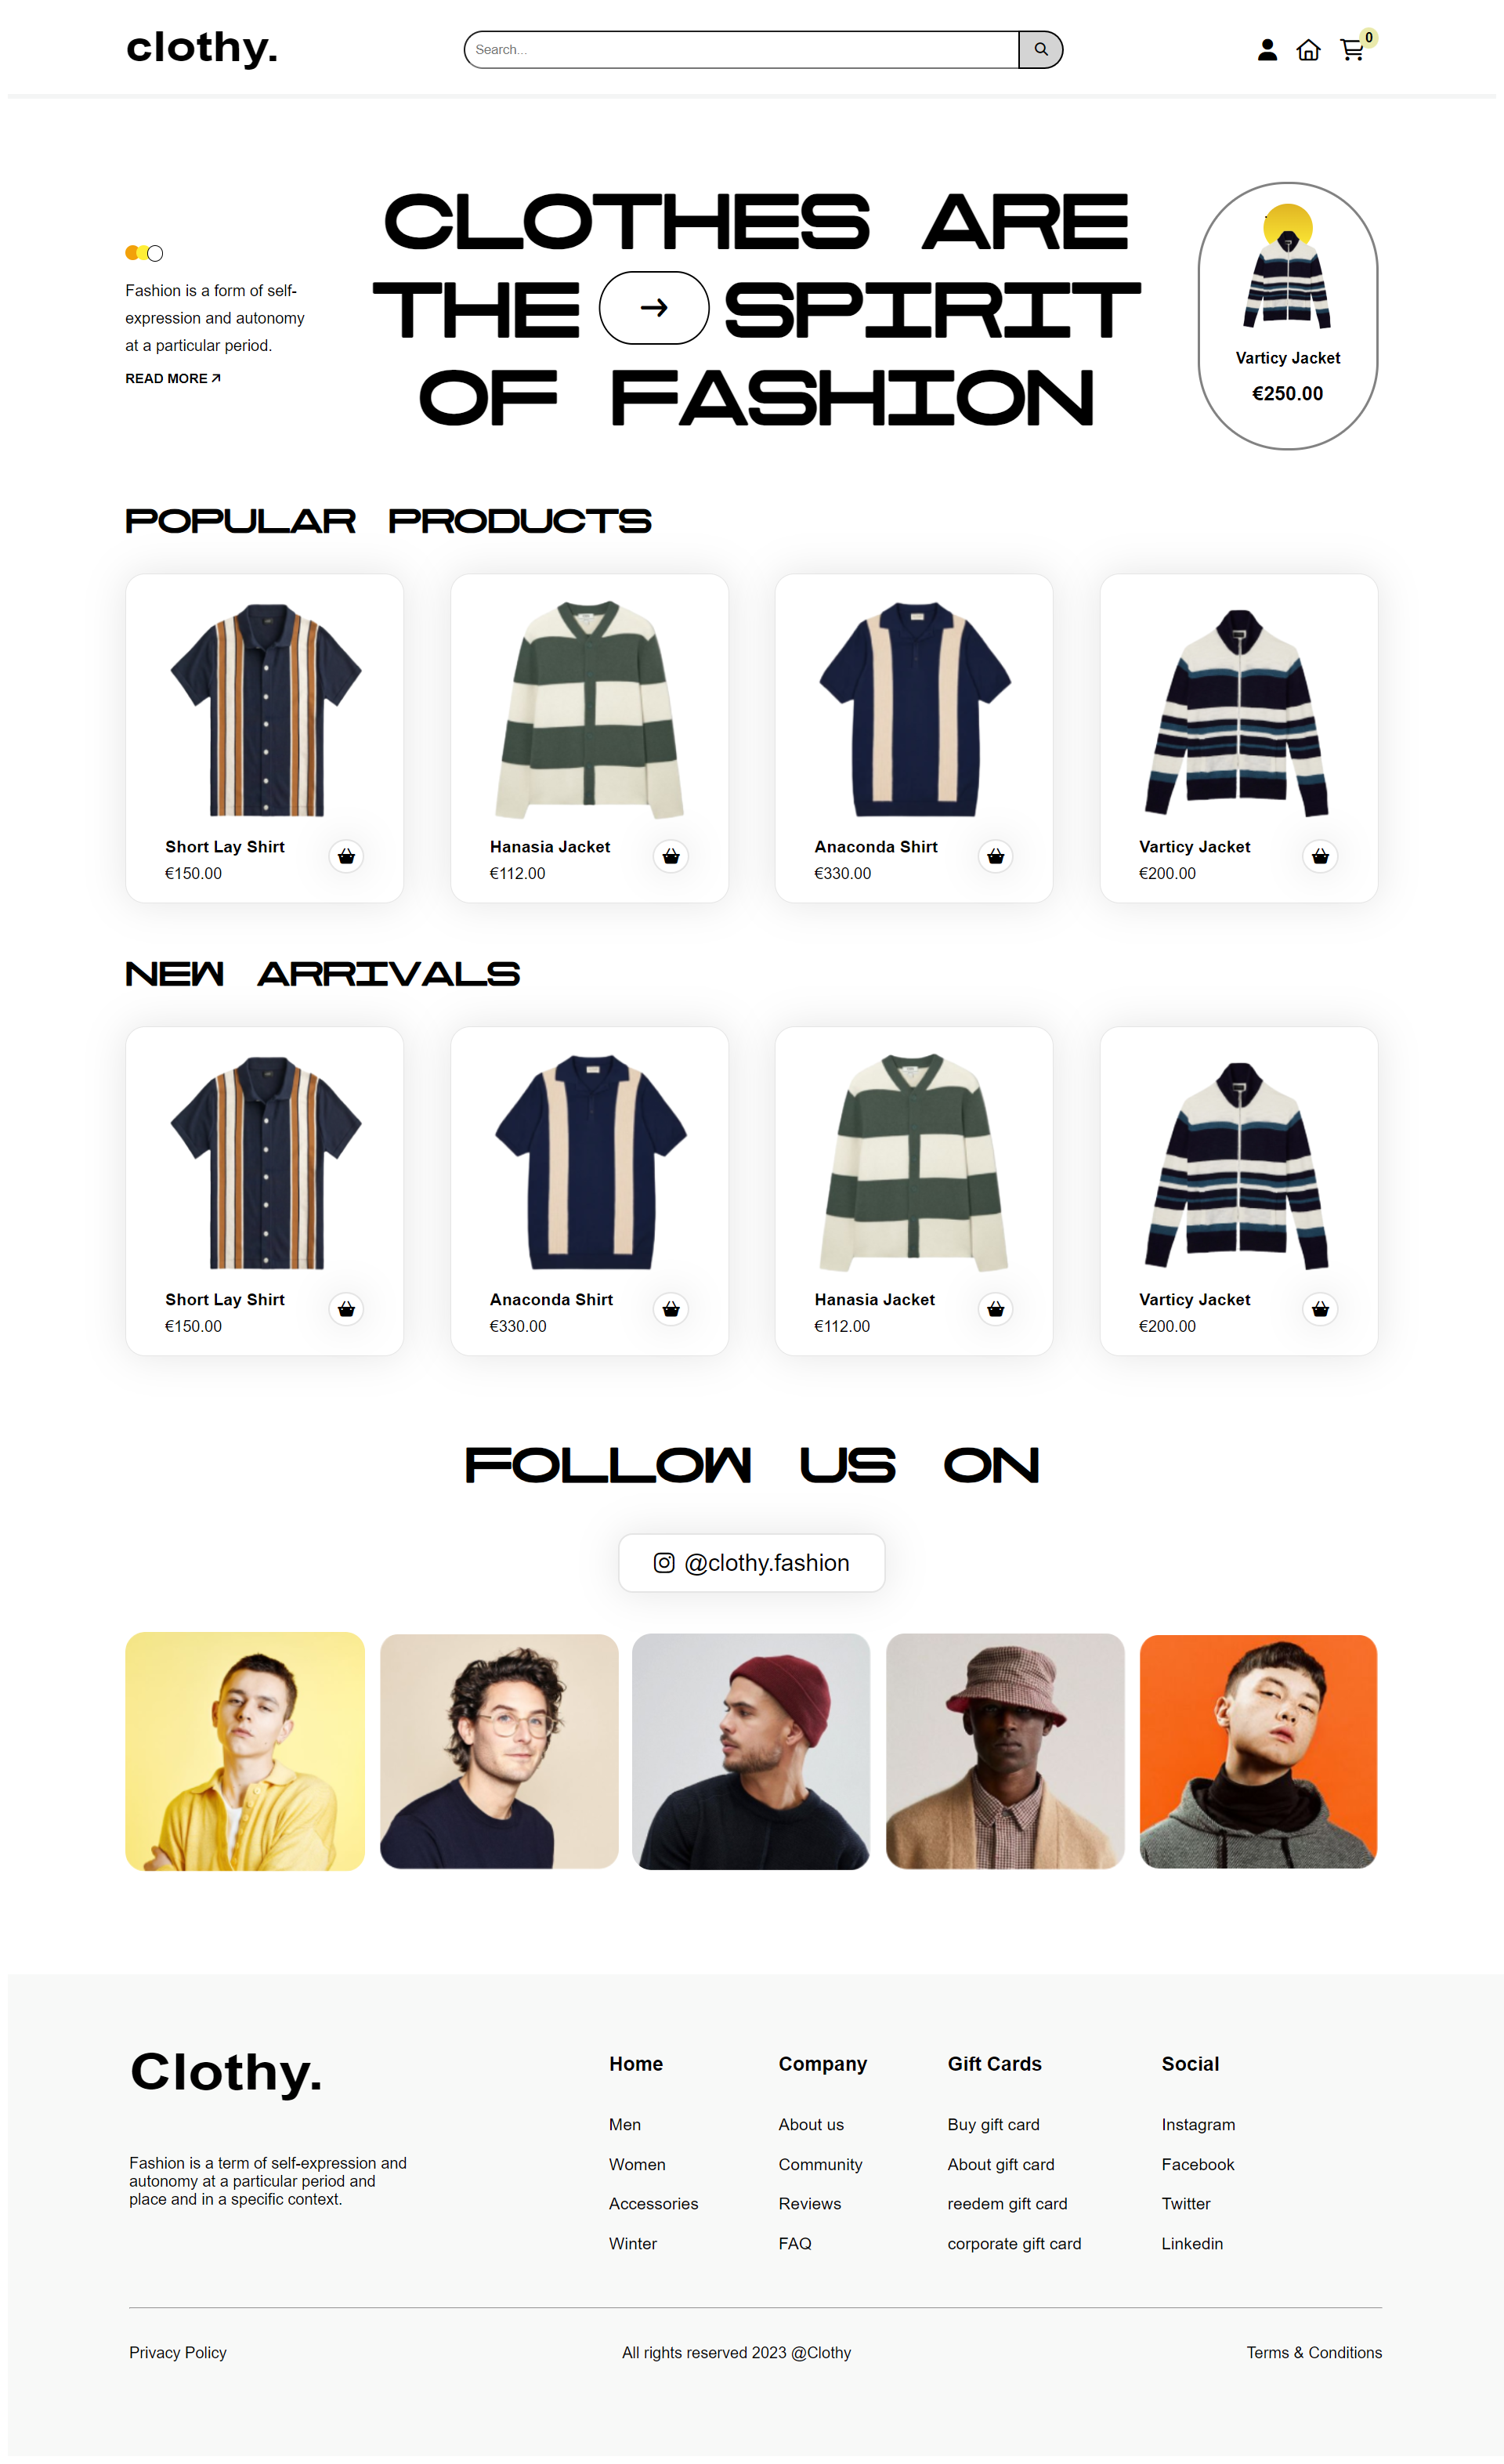 clothy.
Search...
0
Fashion is a form of self-
expression and autonomy
at a particular period.
READ MORE
CLOTHES ARE
THE SPIRIT
OF FASHION
Varticy Jacket
€250.00
POPULAR PRODUCTS
Short Lay Shirt
€150.00
Hanasia Jacket
€112.00
Anaconda Shirt
€330.00
Varticy Jacket
€200.00
NEW ARRIVALS
Short Lay Shirt
€150.00
Anaconda Shirt
€330.00
Hanasia Jacket
€112.00
Varticy Jacket
€200.00
FOLLOW US ON
@clothy.fashion
Clothy.
Fashion is a term of self-expression and
autonomy at a particular period and
place and in a specific context.
Home
Men
Women
Accessories
Winter
Company
About us
Community
Reviews
FAQ
Gift Cards
Buy gift card
About gift card
reedem gift card
corporate gift card
Social
Instagram
Facebook
Twitter
Linkedin
Privacy Policy
All rights reserved 2023 @Clothy
Terms & Conditions